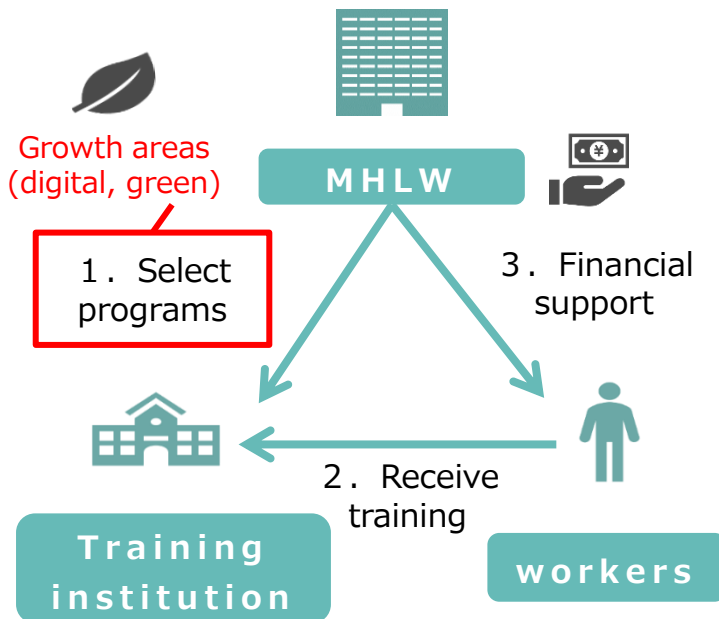 Growth areas
(digital, green)
MHLW
¥
1. Select
programs
3. Financial
support
2. Receive
training
Training
institution
workers